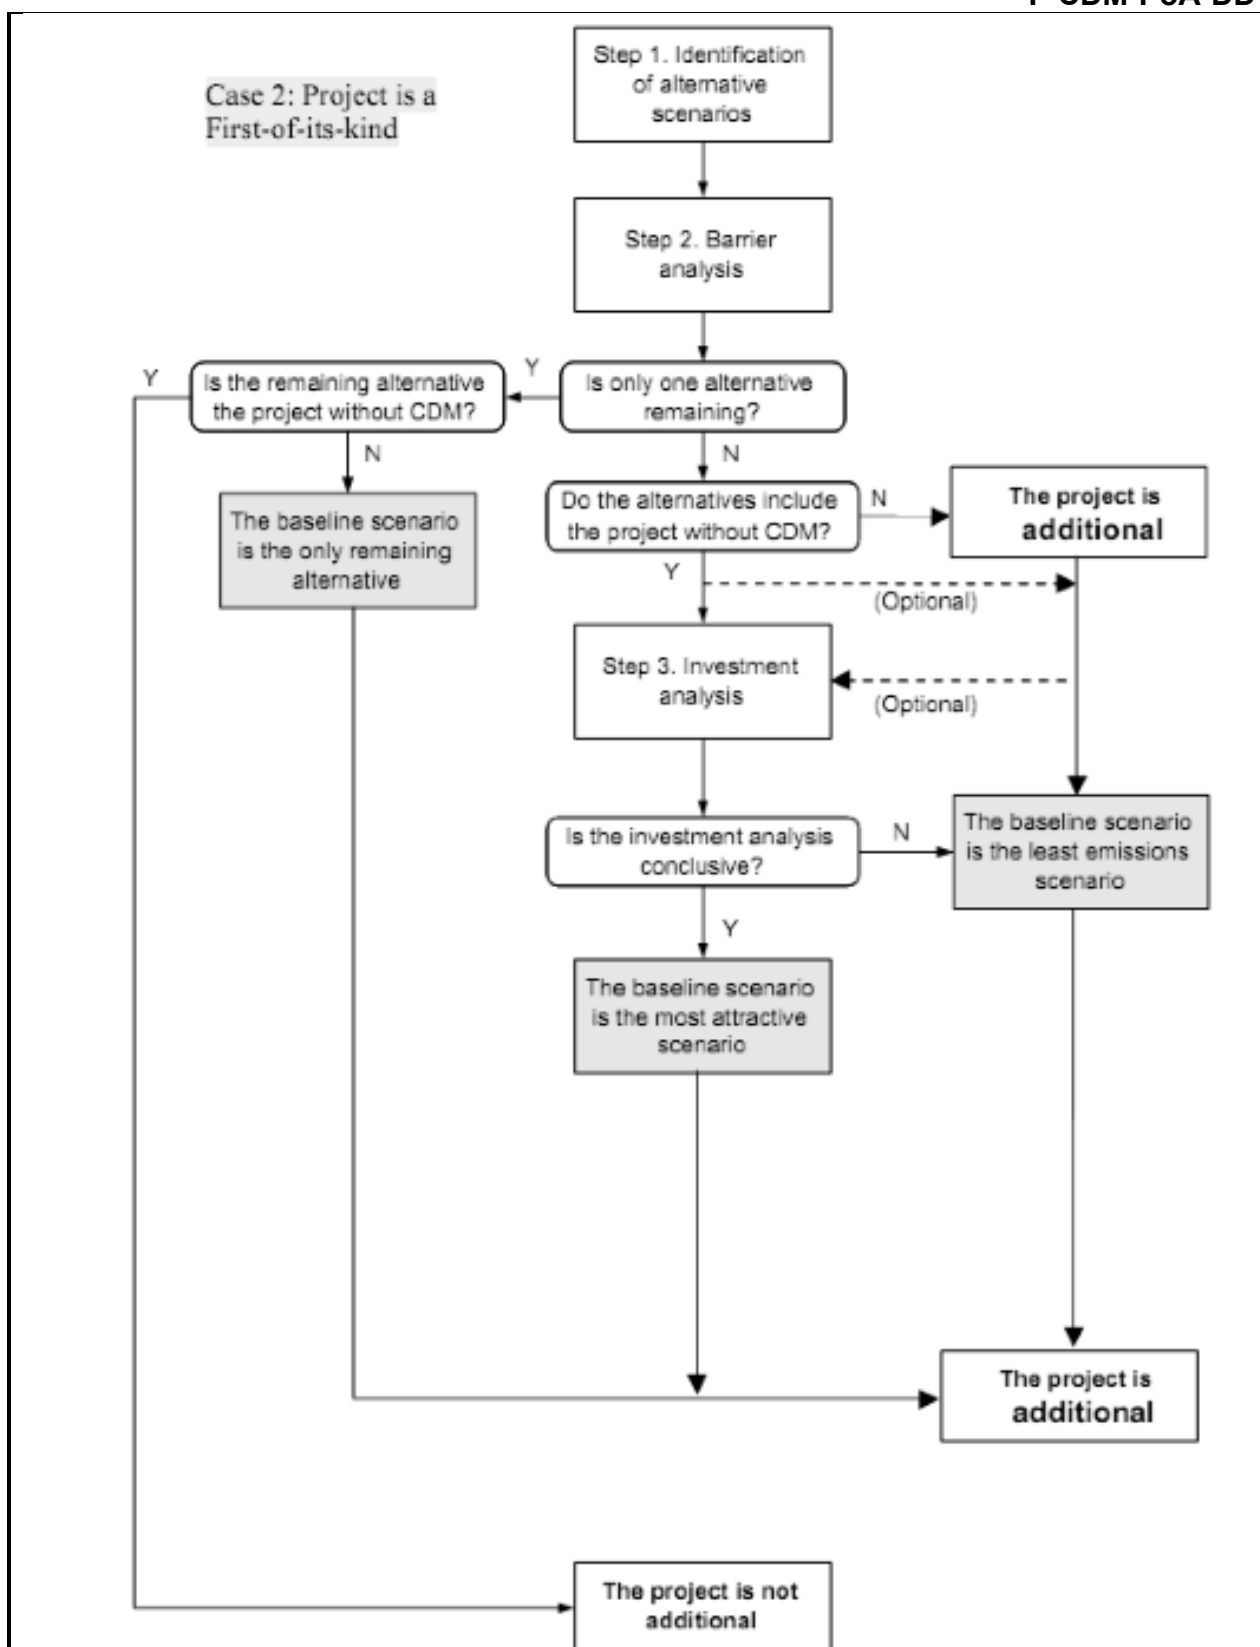 Case 2: Project is a
First-of-its-kind
Step 1. Identification
of alternative
scenarios
Step 2. Barrier
analysis
Y
Is the remaining alternative
the project without CDM?
Y
Is only one alternative
remaining?
N
N
The baseline scenario
is the only remaining
alternative
Do the alternatives include
the project without CDM?
N
The project is
additional
Y
(Optional)
Step 3. Investment
analysis
(Optional)
Is the investment analysis
conclusive?
N
The baseline scenario
is the least emissions
scenario
Y
The baseline scenario
is the most attractive
scenario
The project is
additional
The project is not
additional